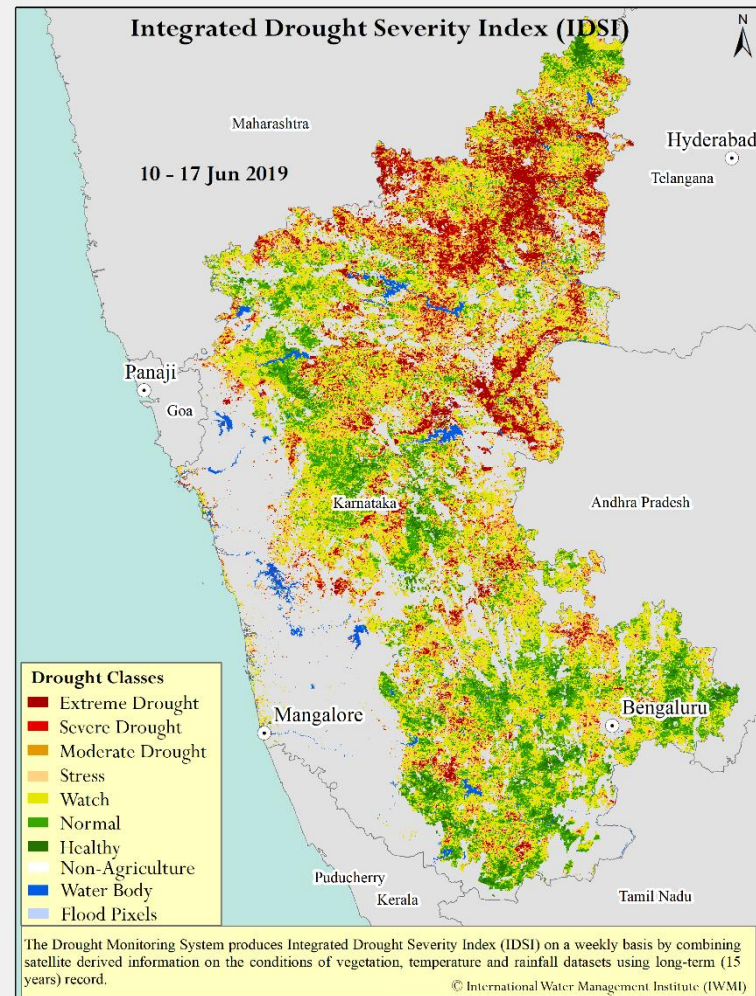 Integrated Drought Severity Index (IDSI)
N
Maharashtra
Hyderabad
10 - 17 Jun 2019
Telangana
Panaji
Goa
Karnataka
Andhra Pradesh
Drought Classes
Extreme Drought
Severe Drought
Moderate Drought
Stress
Watch
Normal
Healthy
Non-Agriculture
Water Body
Flood Pixels
Mangalore
Bengaluru
Puducherry
Kerala
Tamil Nadu
The Drought Monitoring System produces Integrated Drought Severity Index (IDSI) on a weekly basis by combining
satellite derived information on the conditions of vegetation, temperature and rainfall datasets using long-term (15
years) record.
© International Water Management Institute (IWMI)